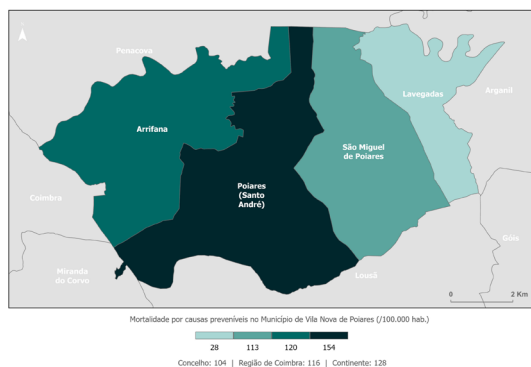 Penacova
Lavegadas
Arganil
Arrifana
São Miguel
de Poiares
Poiares
(Santo
André)
Coimbra
Góis
Miranda
do Corvo
Lousã
0 2 Km
Mortalidade por causas preveníveis no Município de Vila Nova de Poiares (/100.000 hab.)
28 113 120 154
Concelho: 104 | Região de Coimbra: 116 | Continente: 128